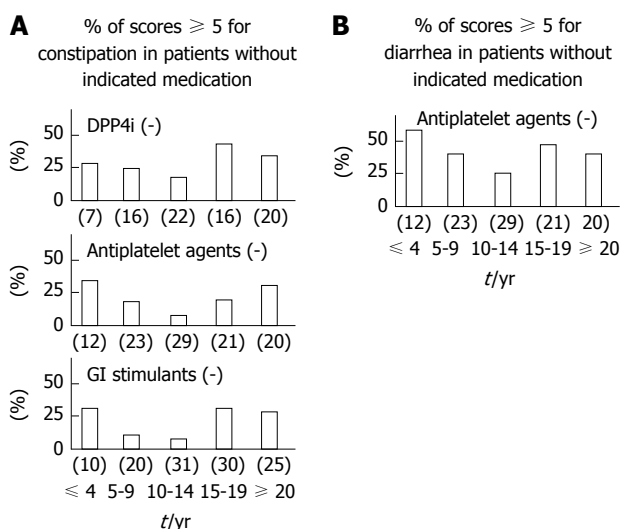 A
% of scores ≥ 5 for
constipation in patients without
indicated medication
DPP4i (-)
50
25
0
(%)
(7) (16) (22) (16) (20)
Antiplatelet agents (-)
50
25
0
(%)
(12) (23) (29) (21) (20)
GI stimulants (-)
50
25
0
(%)
(10) (20) (31) (30) (25)
≤ 4 5-9 10-14 15-19 ≥ 20
t/yr
B
% of scores ≥ 5 for
diarrhea in patients without
indicated medication
Antiplatelet agents (-)
50
25
0
(%)
(12) (23) (29) (21) 20)
≤ 4 5-9 10-14 15-19 ≥ 20
t/yr